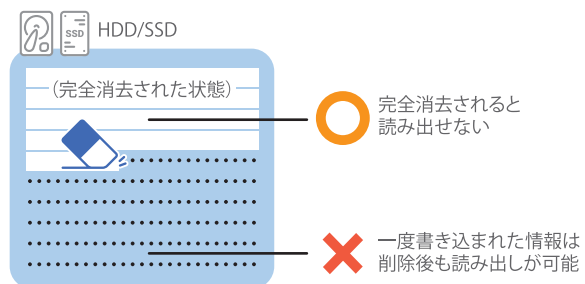 SSD
HDD/SSD
（完全消去された状態）
完全消去されると
読み出せない
一度書き込まれた情報は
削除後も読み出しが可能